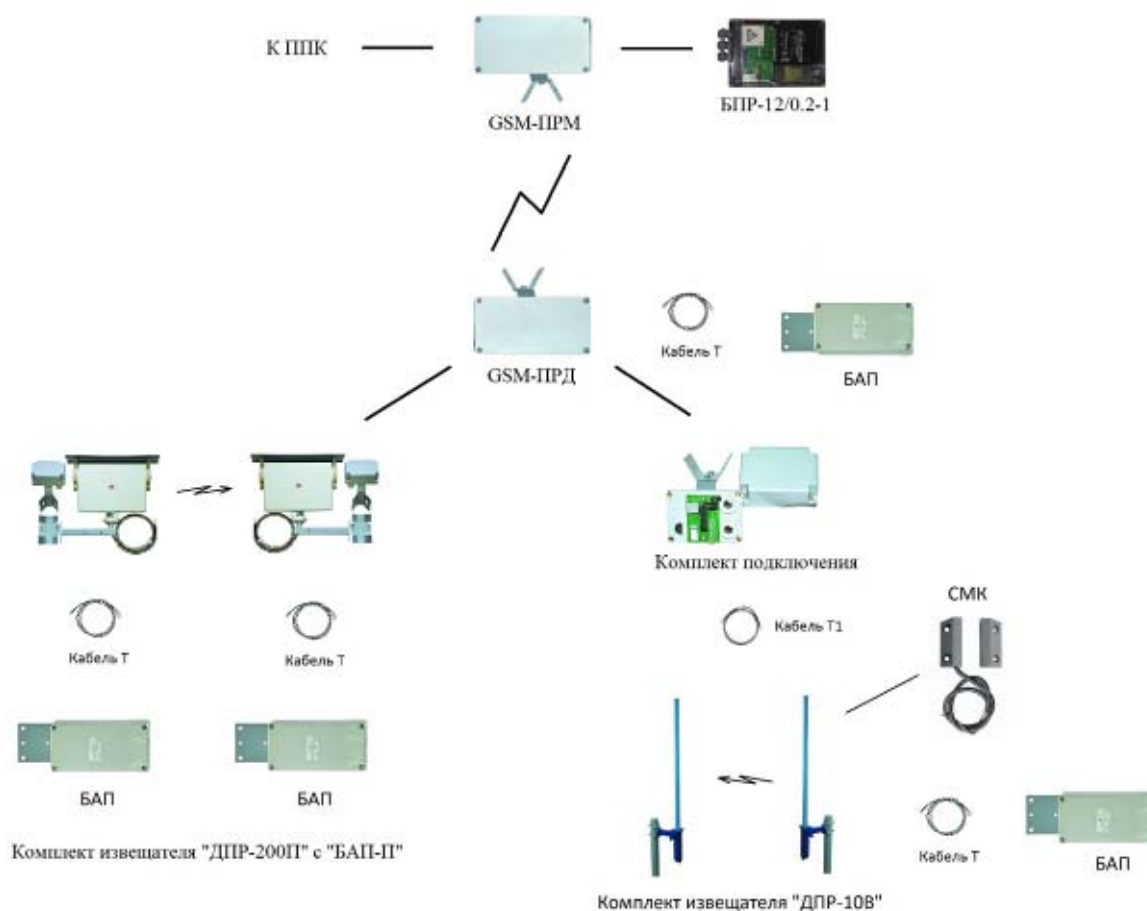 К ППК
GSM-ПРМ
БПР-12/0.2-1
GSM-ПРД
Кабель Т
БАП
Комплект подключения
СМК
Кабель Т1
Кабель Т
Кабель Т
БАП
БАП
Комплект извещателя "ДПР-200П" с "БАП-П"
Кабель Т
БАП
Комплект извещателя "ДПР-10В"